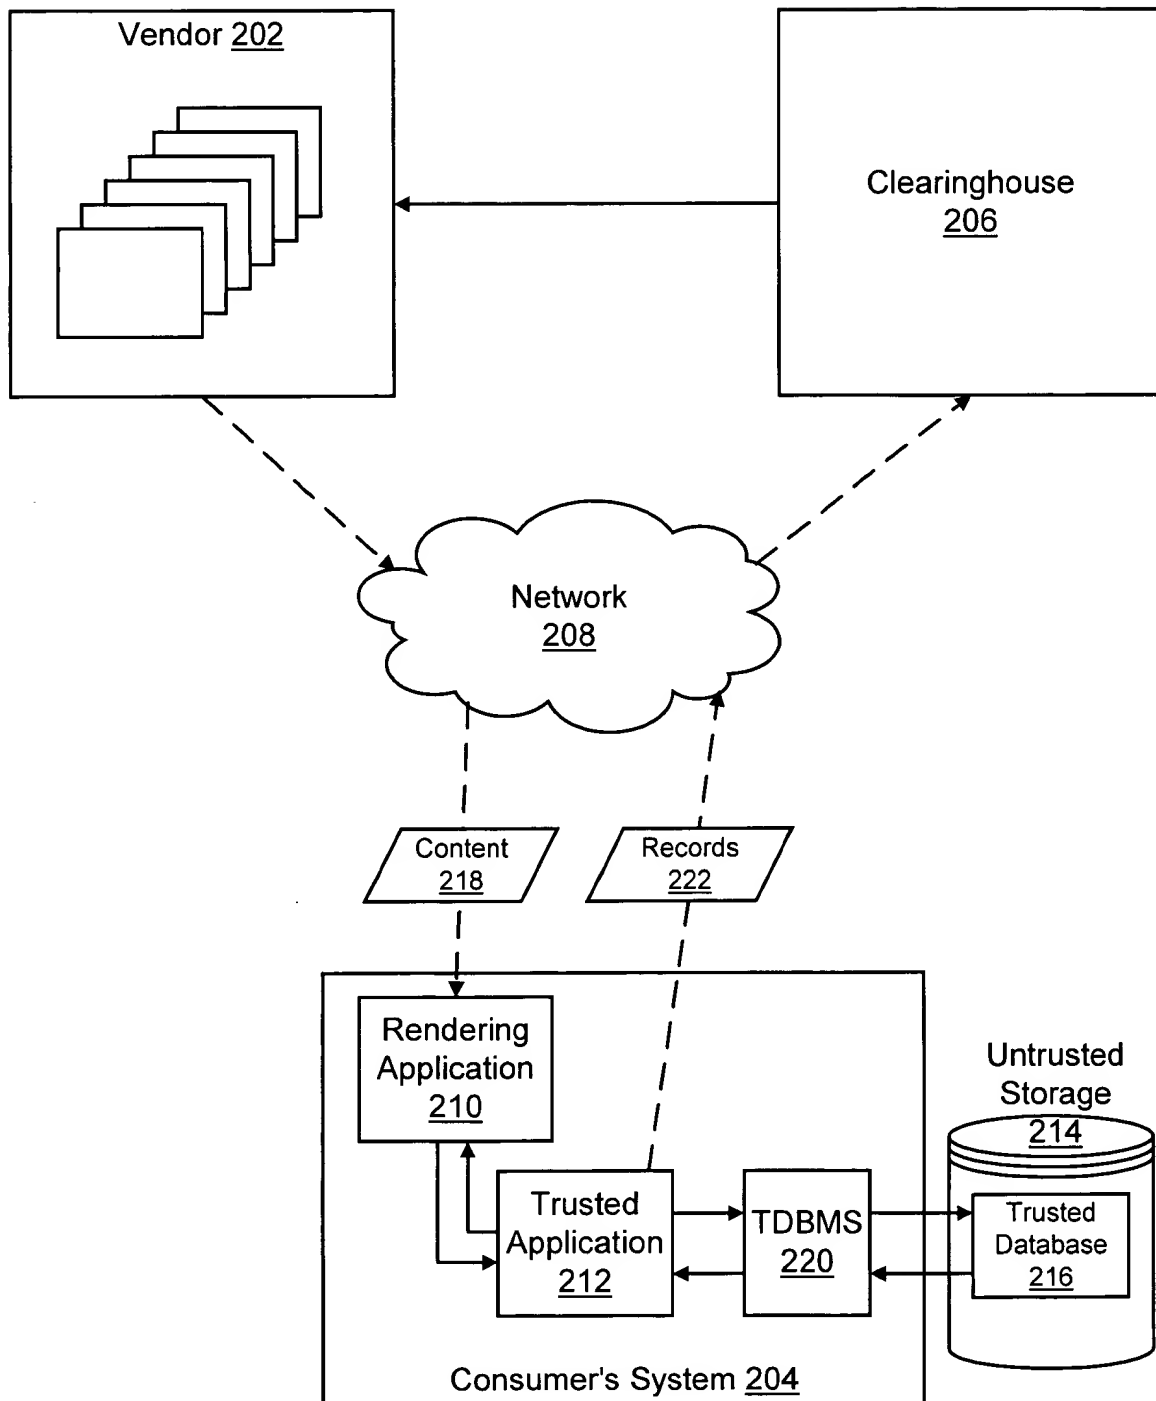 Vendor 202
Clearinghouse
206
Network
208
Content
218
Records
222
Rendering
Application
210
Untrusted
Storage
214
Trusted
Application
212
TDBMS
220
Trusted
Database
216
Consumer's System 204